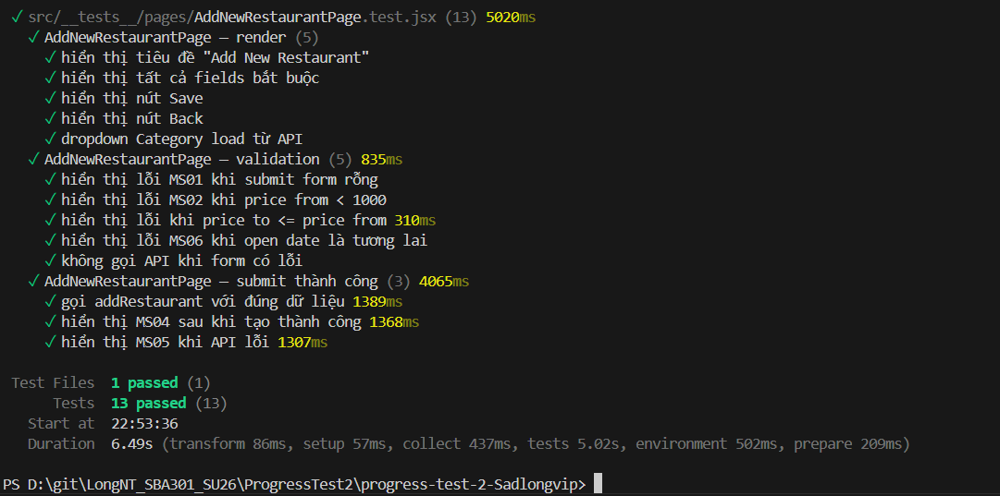 ✓ src/__tests__/pages/AddNewRestaurantPage.test.jsx (13) 5020ms
✓ AddNewRestaurantPage — render (5)
✓ hiển thị tiêu đề "Add New Restaurant"
✓ hiển thị tất cả fields bắt buộc
✓ hiển thị nút Save
✓ hiển thị nút Back
✓ dropdown Category load từ API
✓ AddNewRestaurantPage — validation (5) 835ms
✓ hiển thị lỗi MS01 khi submit form rỗng
✓ hiển thị lỗi MS02 khi price from < 1000
✓ hiển thị lỗi khi price to <= price from 310ms
✓ hiển thị lỗi MS06 khi open date là tương lai
✓ không gọi API khi form có lỗi
✓ AddNewRestaurantPage — submit thành công (3) 4065ms
✓ gọi addRestaurant với đúng dữ liệu 1389ms
✓ hiển thị MS04 sau khi tạo thành công 1368ms
✓ hiển thị MS05 khi API lỗi 1307ms
Test Files 1 passed (1)
Tests 13 passed (13)
Start at 22:53:36
Duration 6.49s (transform 86ms, setup 57ms, collect 437ms, tests 5.02s, environment 502ms, prepare 209ms)
PS D:\git\LongNT_SBA301_SU26\ProgressTest2\progress-test-2-Sadlongvip>